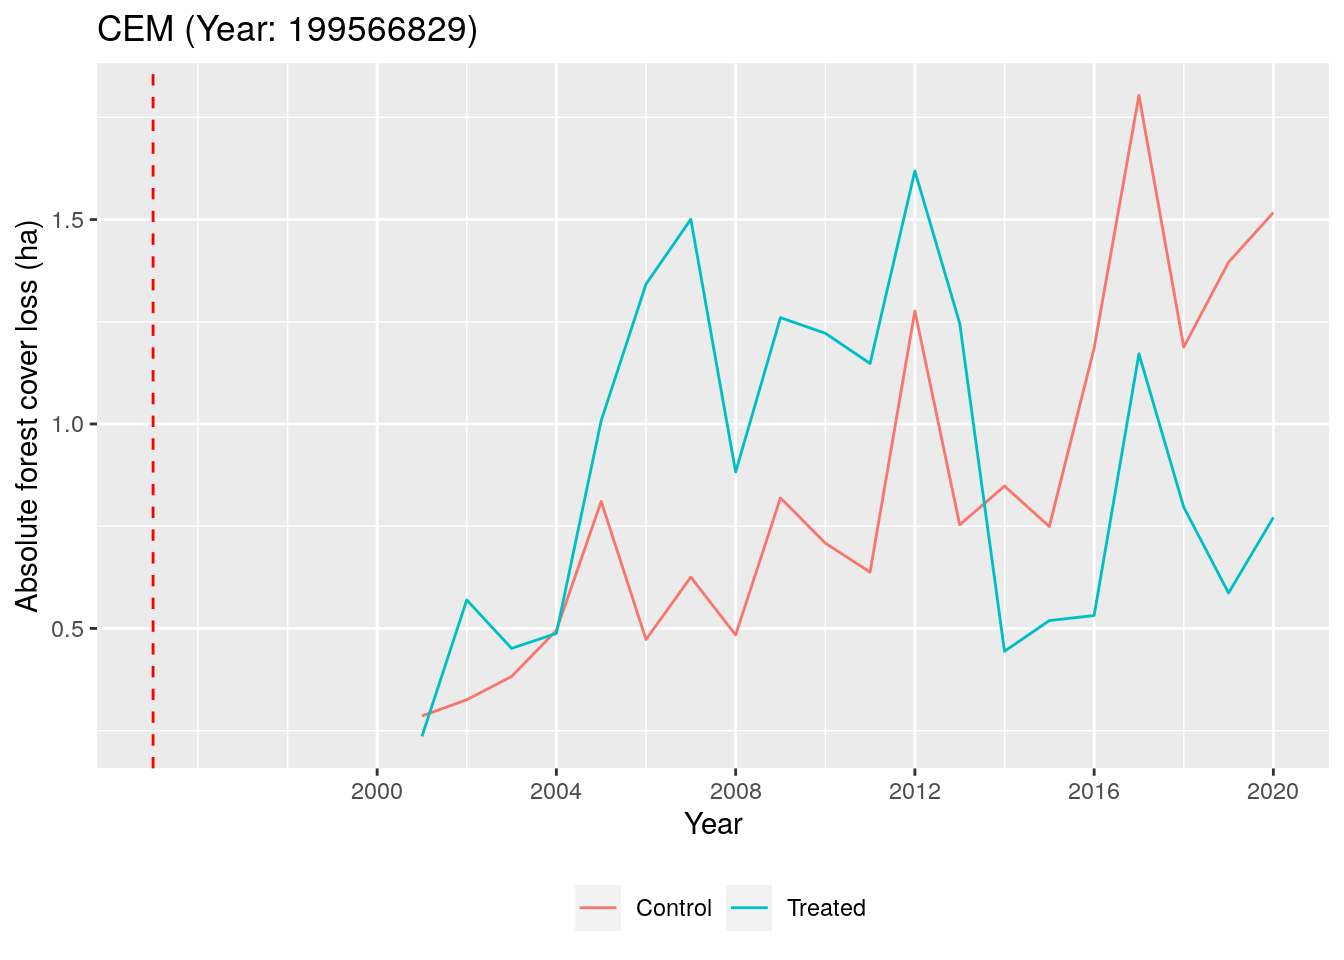 CEM (Year: 199566829)
Absolute forest cover loss (ha)
1.5
1.0
0.5
2000 2004 2008 2012 2016 2020
Year
Control Treated